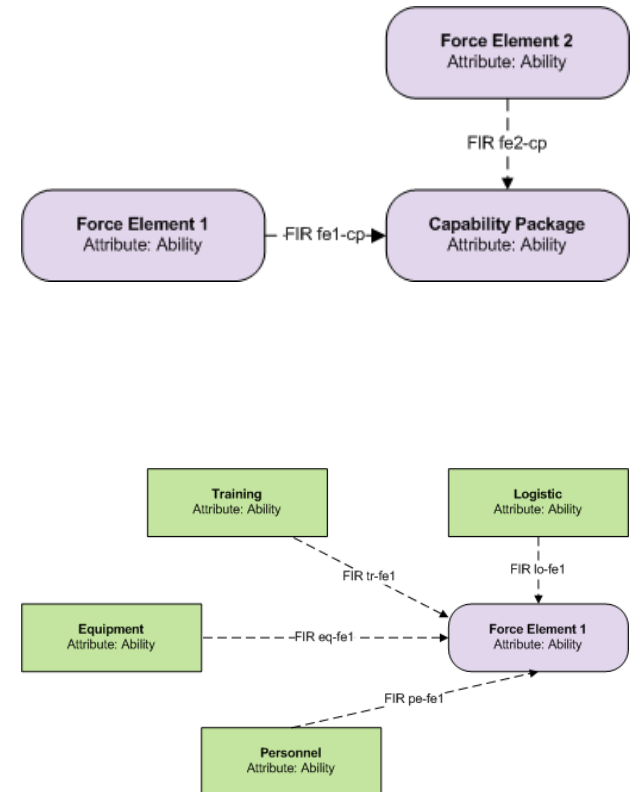 Force Element 2
Attribute: Ability
FIR fe2-cp
Force Element 1
Attribute: Ability
FIR fe1-cp
Capability Package
Attribute: Ability
Training
Attribute: Ability
Logistic
Attribute: Ability
FIR tr-fe1
FIR lo-fe1
Equipment
Attribute: Ability
FIR eq-fe1
Force Element 1
Attribute: Ability
FIR pe-fe1
Personnel
Attribute: Ability